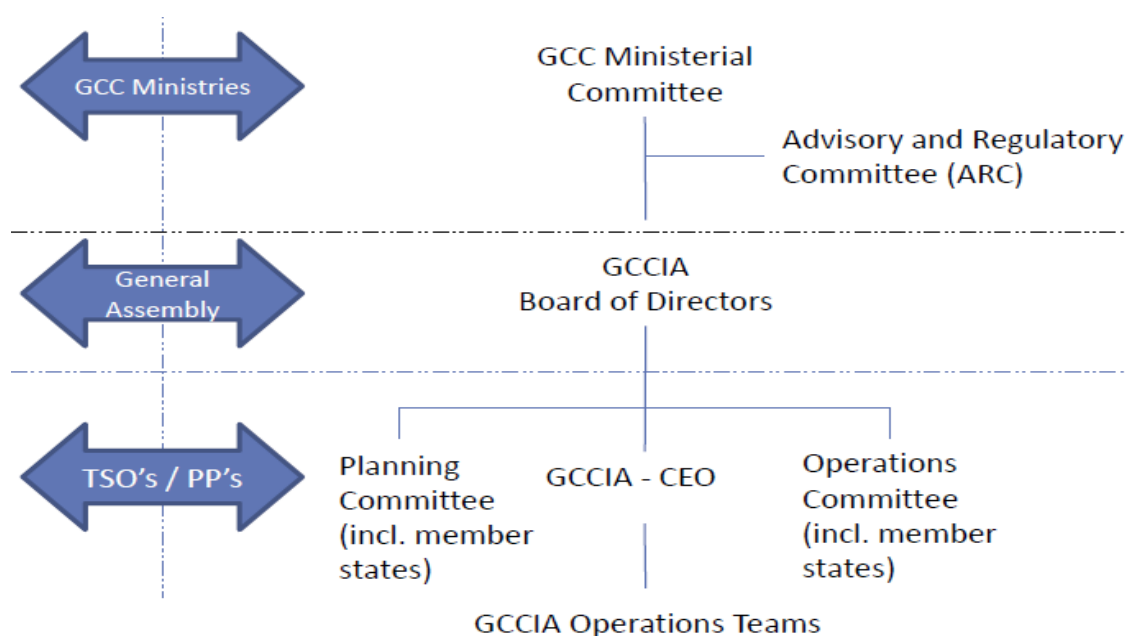 GCC Ministries
GCC Ministerial
Committee
Advisory and Regulatory
Committee (ARC)
General
Assembly
GCCIA
Board of Directors
TSO's / PP's
Planning
Committee
(incl. member
states)
GCCIA - CEO
Operations
Committee
(incl. member
states)
GCCIA Operations Teams